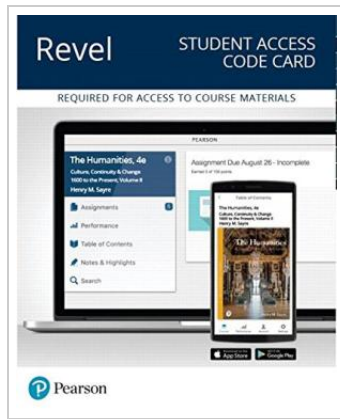 Revel
STUDENT ACCESS
CODE CARD
REQUIRED FOR ACCESS TO COURSE MATERIALS
PEARSON
The Humanities, 4e
Culture, Continuity & Change
1600 to the Present, Volume II
Henry M. Sayre
Assignments
Performance
Table of Contents
Notes & Highlights
Search
Assignment Due August 26 - Incomplete
Table of Contents
The Humanities, 4e
Culture, Continuity & Change
1600 to the Present, Volume II
Henry M. Sayre
The Humanities
App Store
Google Play
Pearson